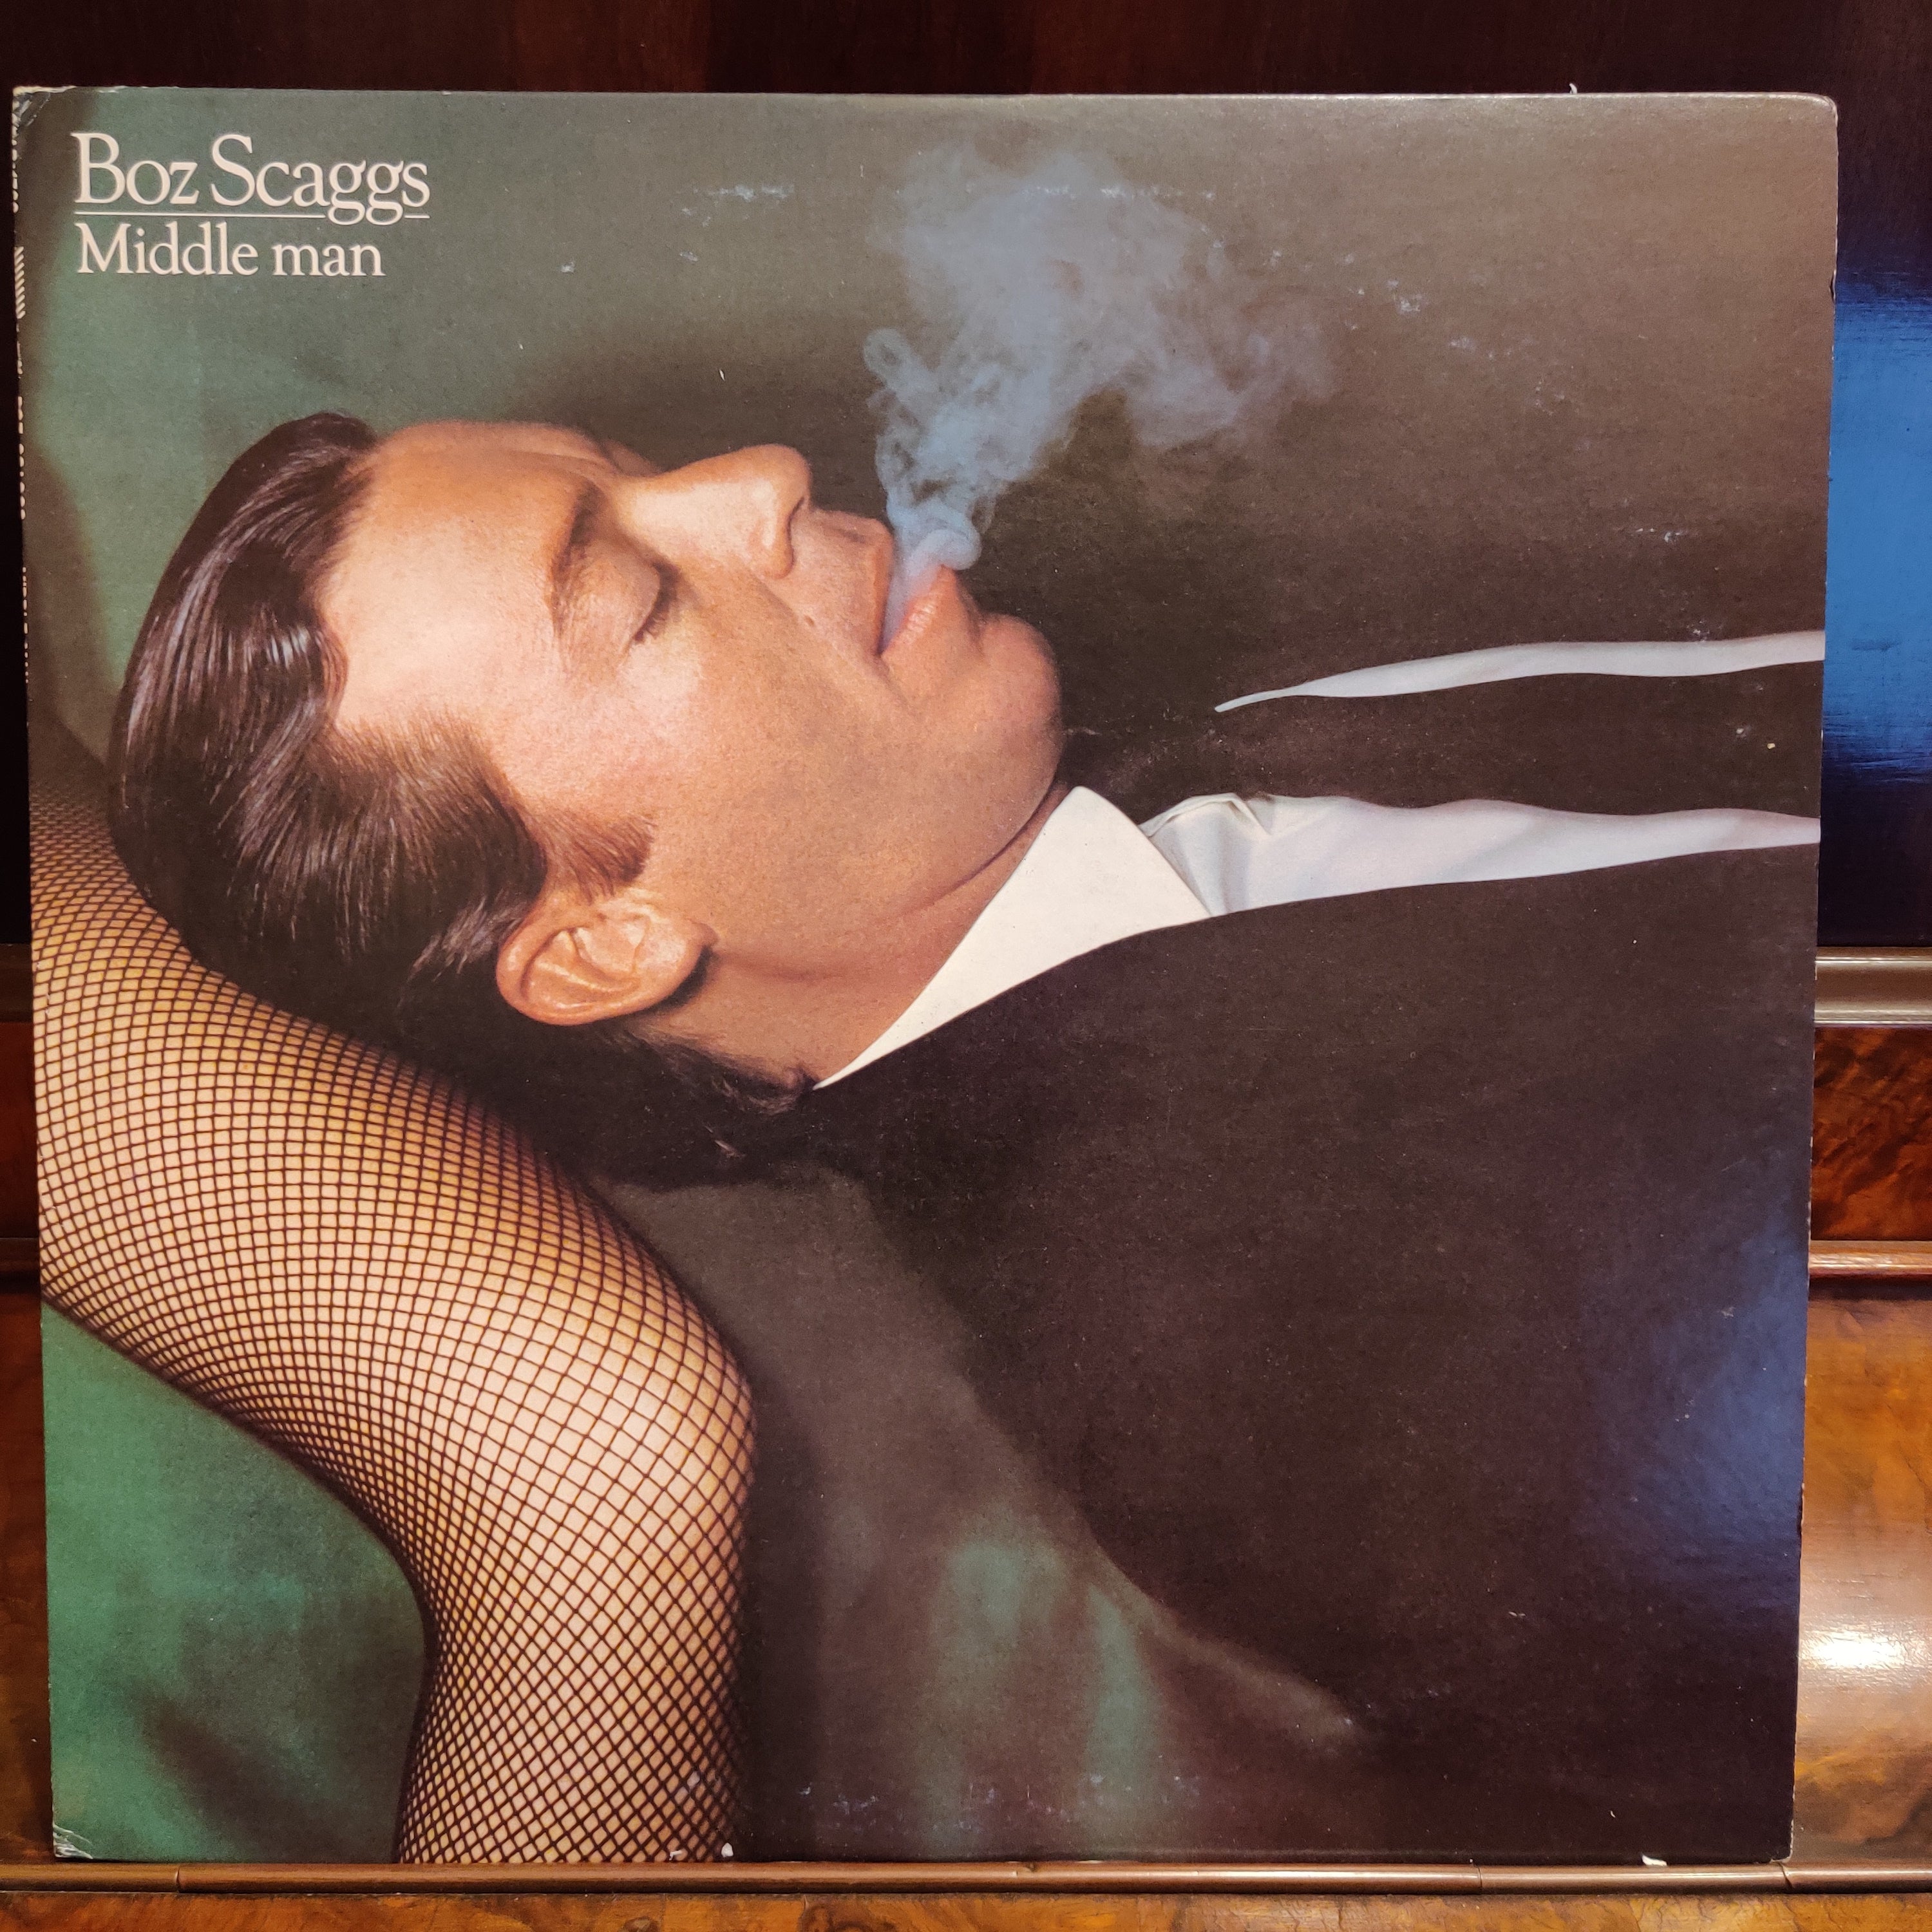 Boz Scaggs
Middle man